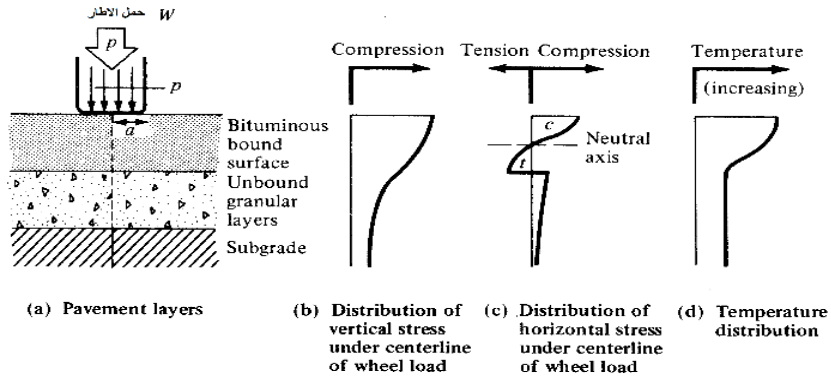 حمل الاطار W
p
p
a
Bituminous
bound
surface
Unbound
granular
layers
Subgrade
(a) Pavement layers
Compression
(b) Distribution of
vertical stress
under centerline
of wheel load
Tension Compression
c
Neutral
axis
t
(c) Distribution of
horizontal stress
under centerline
of wheel load
Temperature
(increasing)
(d) Temperature
distribution